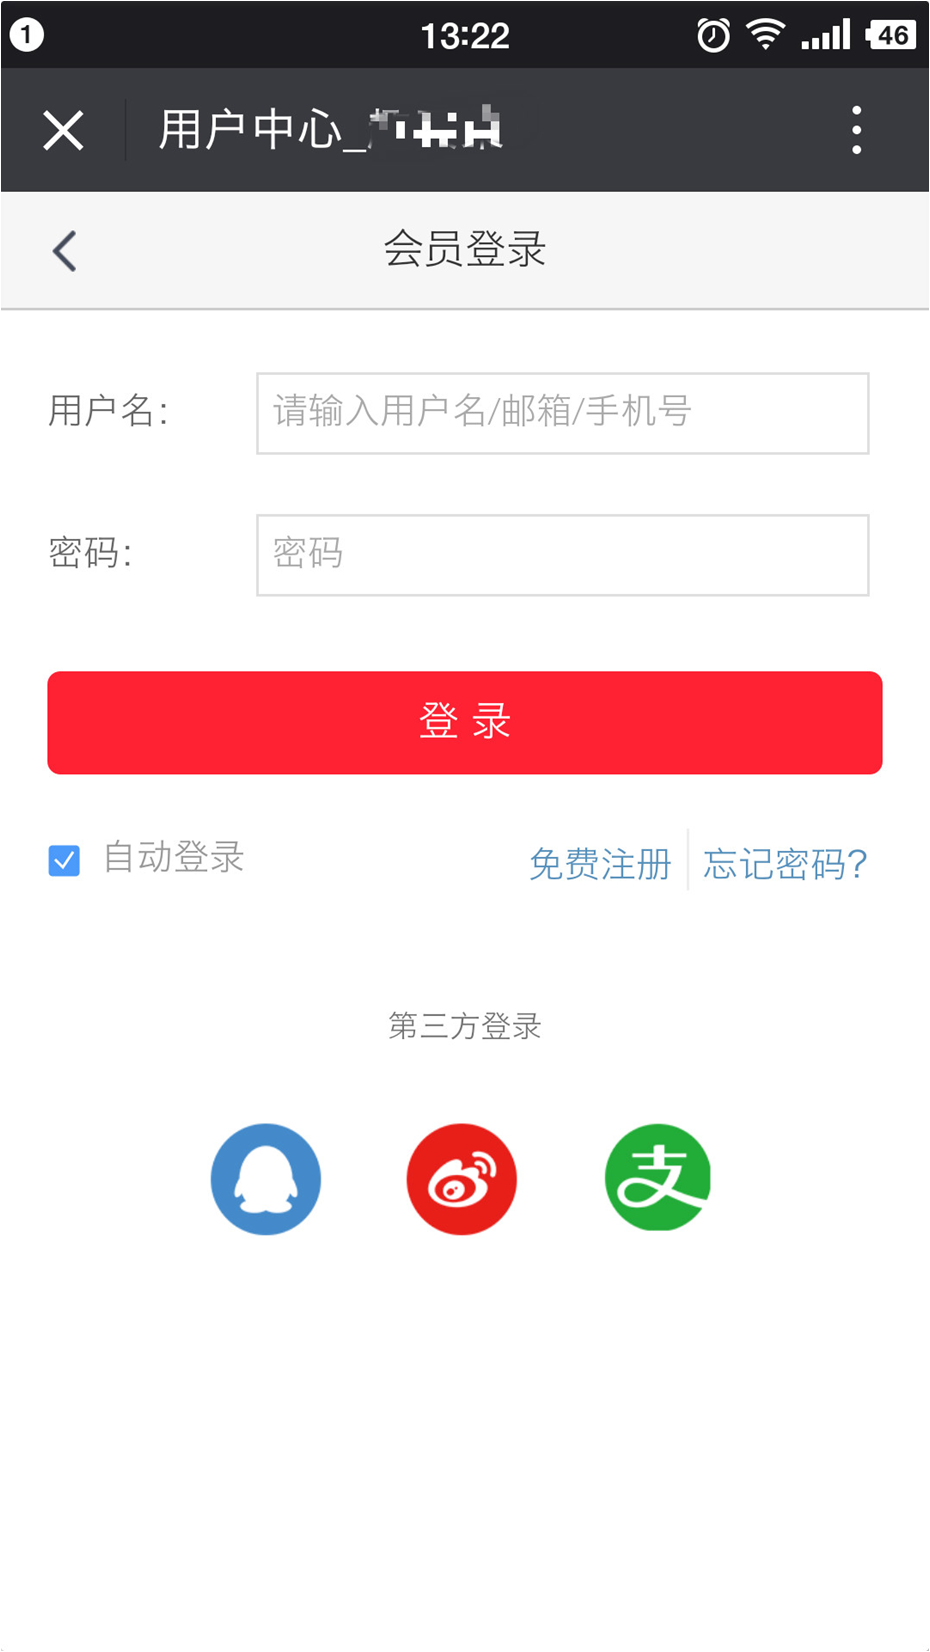 1
13:22
46
用户中心_
会员登录
用户名:
请输入用户名/邮箱/手机号
密码:
密码
登 录
自动登录
免费注册
忘记密码?
第三方登录
支